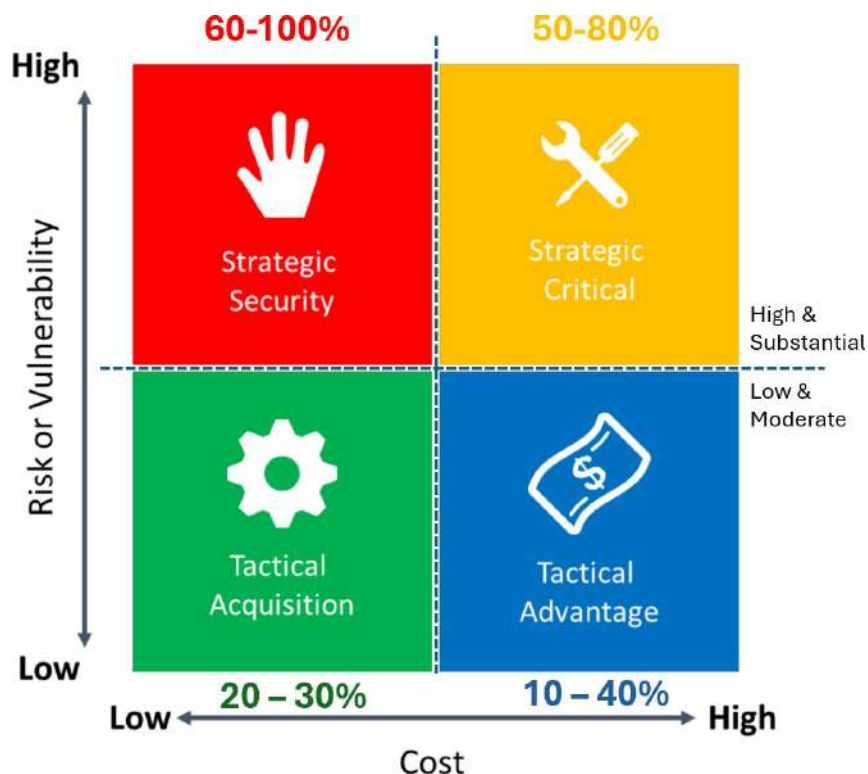 60-100%
50-80%
High
Risk or Vulnerability
Strategic
Security
Strategic
Critical
High &
Substantial
Low &
Moderate
Tactical
Acquisition
$
Tactical
Advantage
Low
20 – 30%
10 – 40%
Low
High
Cost